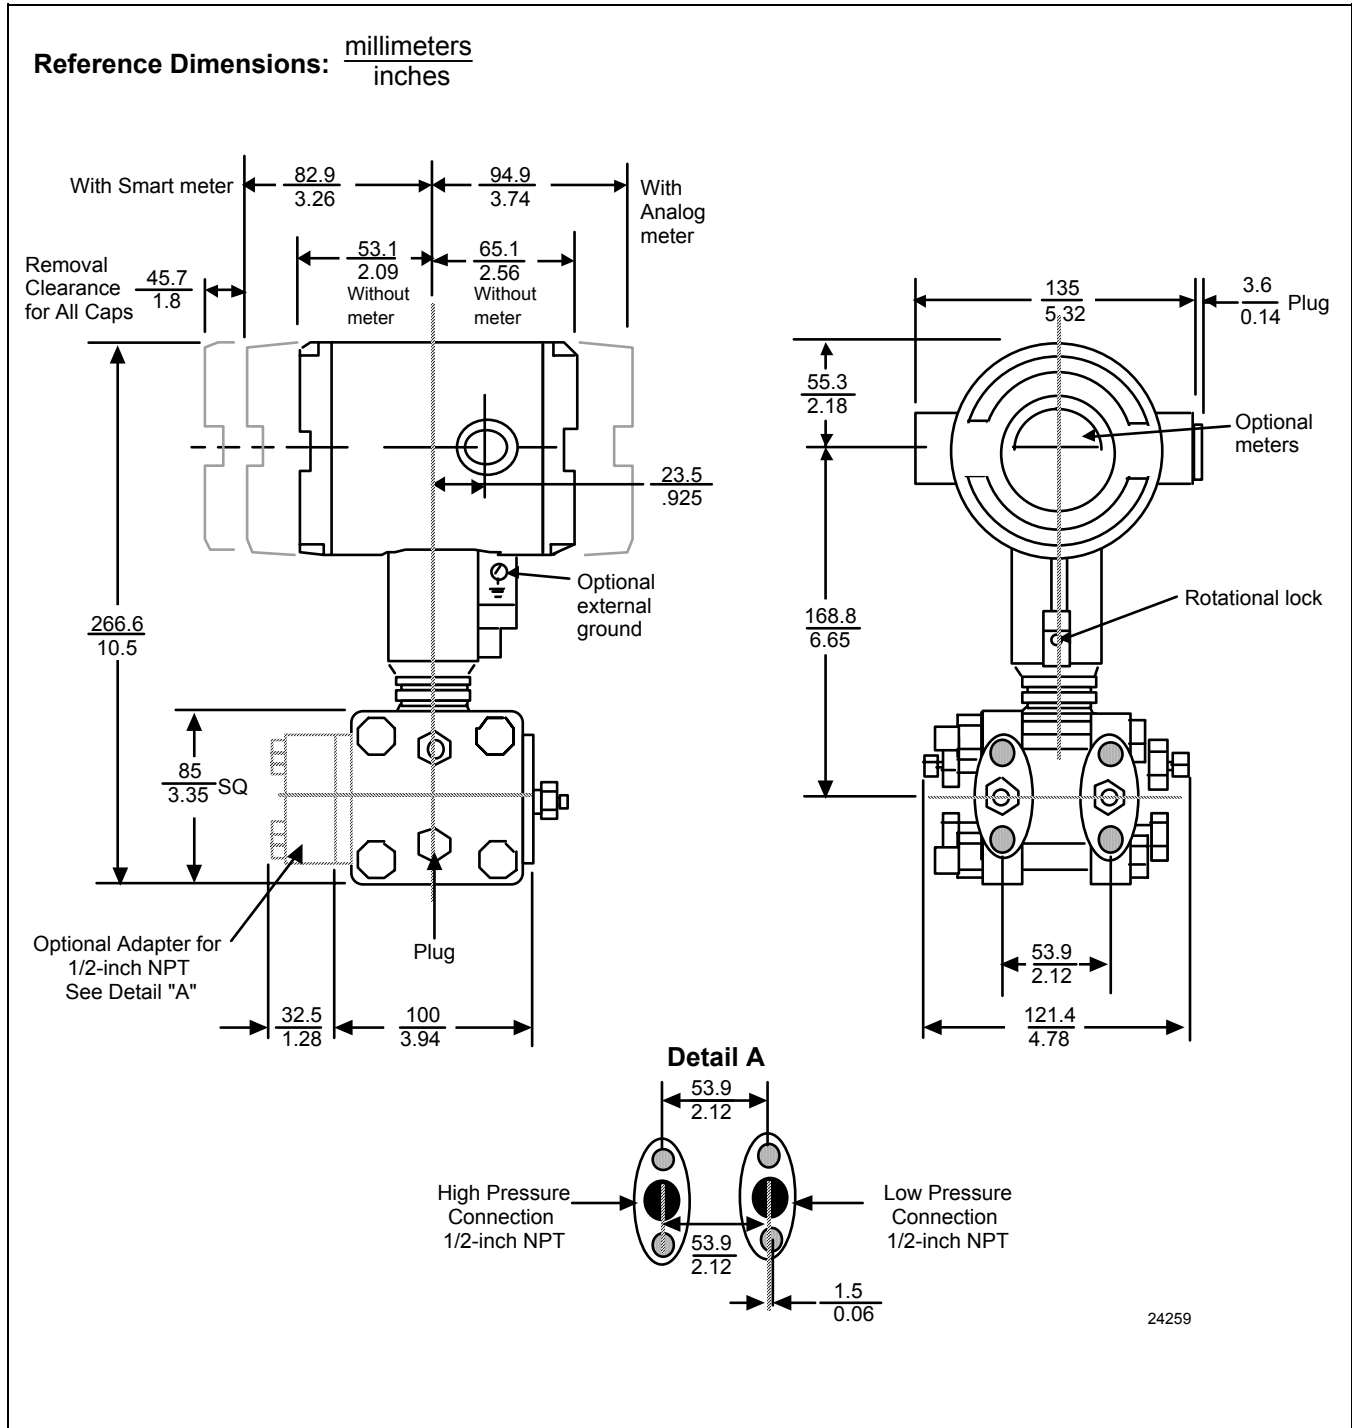 Reference Dimensions: millimeters
inches
With Smart meter
82.9
3.26
94.9
3.74
With
Analog
meter
Removal
Clearance
for All Caps
45.7
1.8
53.1
2.09
Without
meter
65.1
2.56
Without
meter
135
5.32
3.6
0.14
Plug
55.3
2.18
Optional
meters
23.5
.925
Optional
external
ground
266.6
10.5
168.8
6.65
Rotational lock
85
3.35
SQ
Optional Adapter for
1/2-inch NPT
See Detail "A"
Plug
32.5
1.28
100
3.94
53.9
2.12
121.4
4.78
Detail A
53.9
2.12
High Pressure
Connection
1/2-inch NPT
Low Pressure
Connection
1/2-inch NPT
53.9
2.12
1.5
0.06
24259